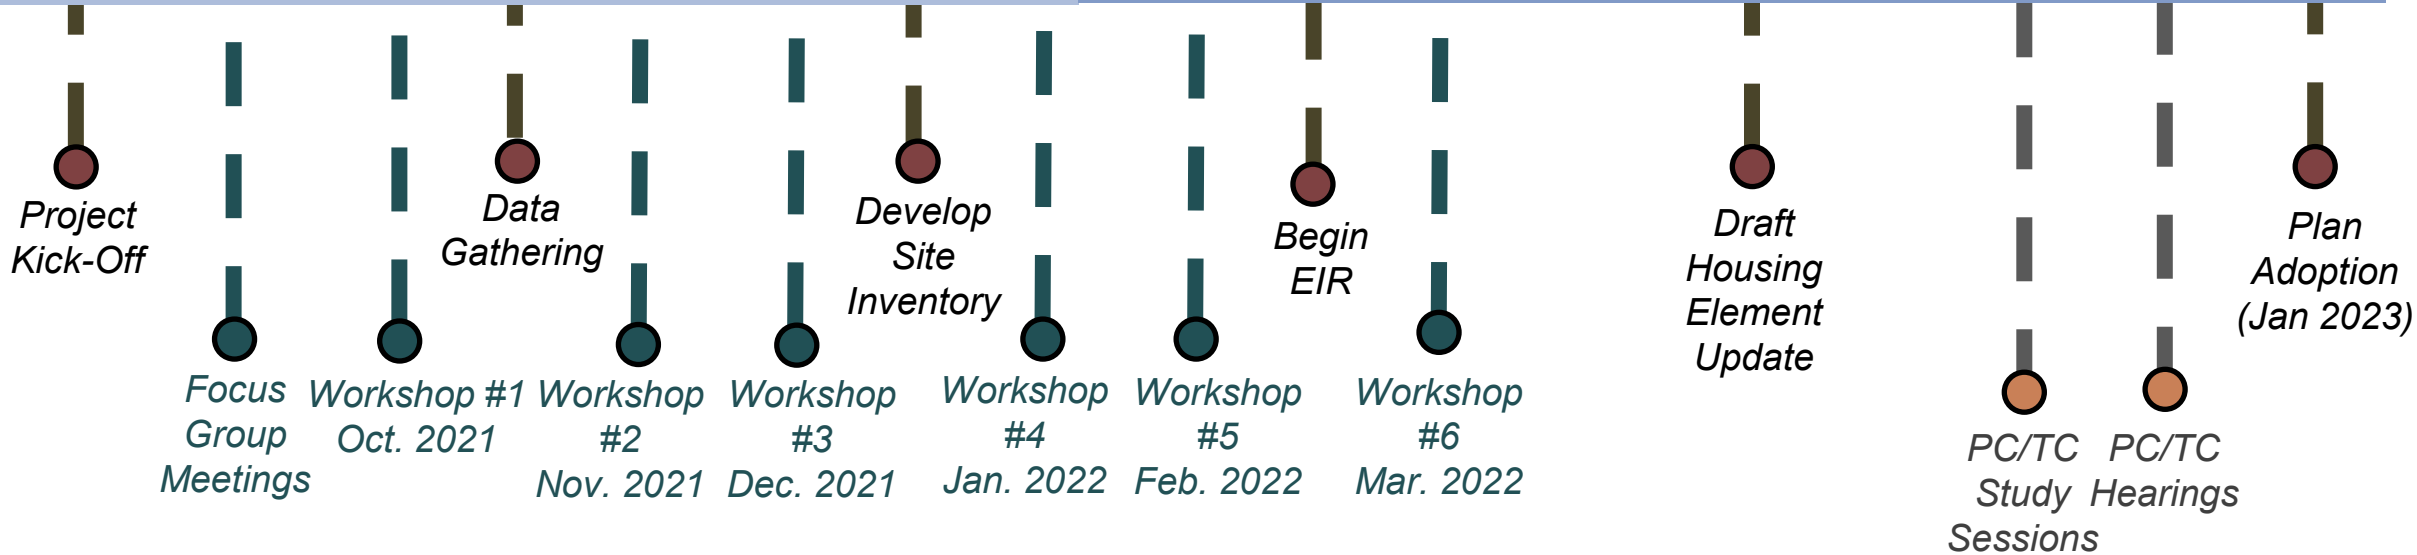 Project
Kick-Off
Focus
Group
Meetings
Workshop #1
Oct. 2021
Data
Gathering
Workshop
#2
Nov. 2021
Workshop
#3
Dec. 2021
Develop
Site
Inventory
Workshop
#4
Jan. 2022
Workshop
#5
Feb. 2022
Begin
EIR
Workshop
#6
Mar. 2022
Draft
Housing
Element
Update
PC/TC
Study
Sessions
PC/TC
Hearings
Plan
Adoption
(Jan 2023)